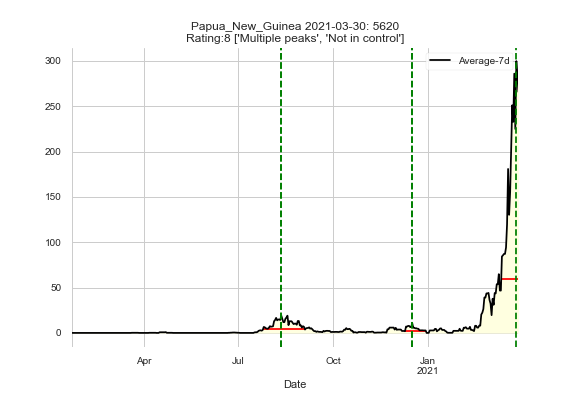 Papua_New_Guinea 2021-03-30: 5620
Rating:8 ['Multiple peaks', 'Not in control']
Average-7d
300
250
200
150
100
50
0
Apr
Jul
Oct
Jan
2021
Date